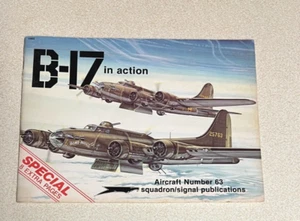 B-17 in action
Aircraft Number 63
squadron/signal publications
SPECIAL
EXTRA PAGES